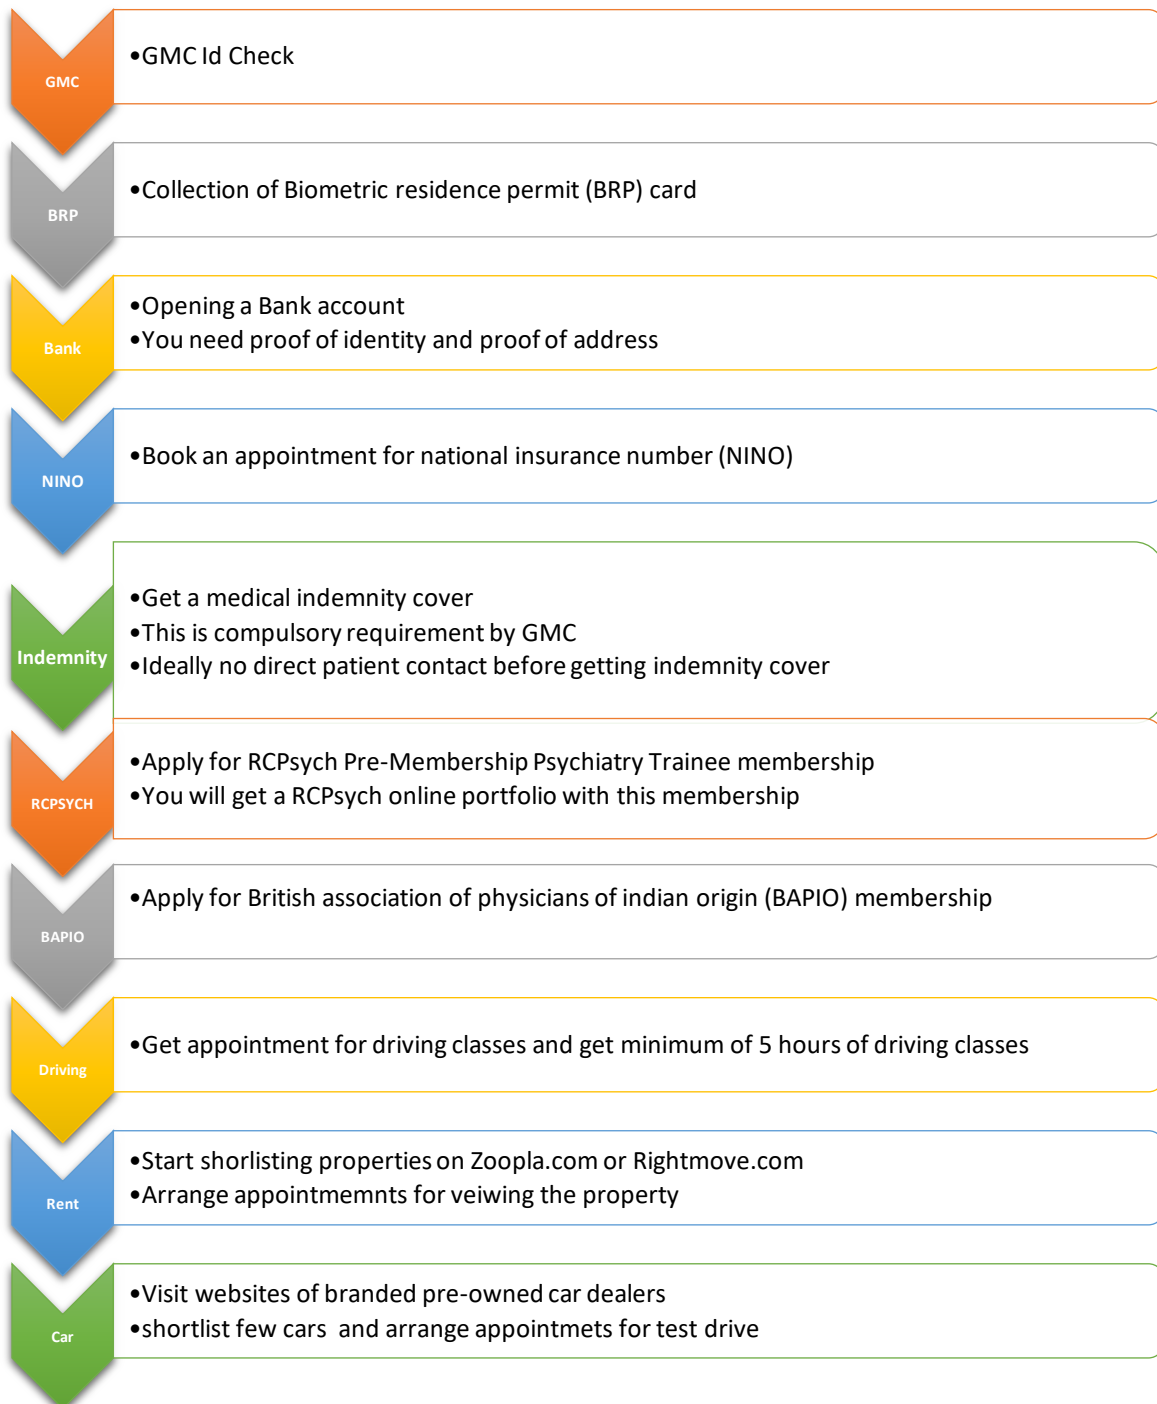 GMC
•GMC Id Check
BRP
•Collection of Biometric residence permit (BRP) card
Bank
•Opening a Bank account
•You need proof of identity and proof of address
NINO
•Book an appointment for national insurance number (NINO)
Indemnity
•Get a medical indemnity cover
•This is compulsory requirement by GMC
•Ideally no direct patient contact before getting indemnity cover
RCPSYCH
•Apply for RCPsych Pre-Membership Psychiatry Trainee membership
•You will get a RCPsych online portfolio with this membership
BAPIO
•Apply for British association of physicians of indian origin (BAPIO) membership
Driving
•Get appointment for driving classes and get minimum of 5 hours of driving classes
Rent
•Start shorlisting properties on Zoopla.com or Rightmove.com
•Arrange appointmemnts for veiwing the property
Car
•Visit websites of branded pre-owned car dealers
•shortlist few cars  and arrange appointmets for test drive